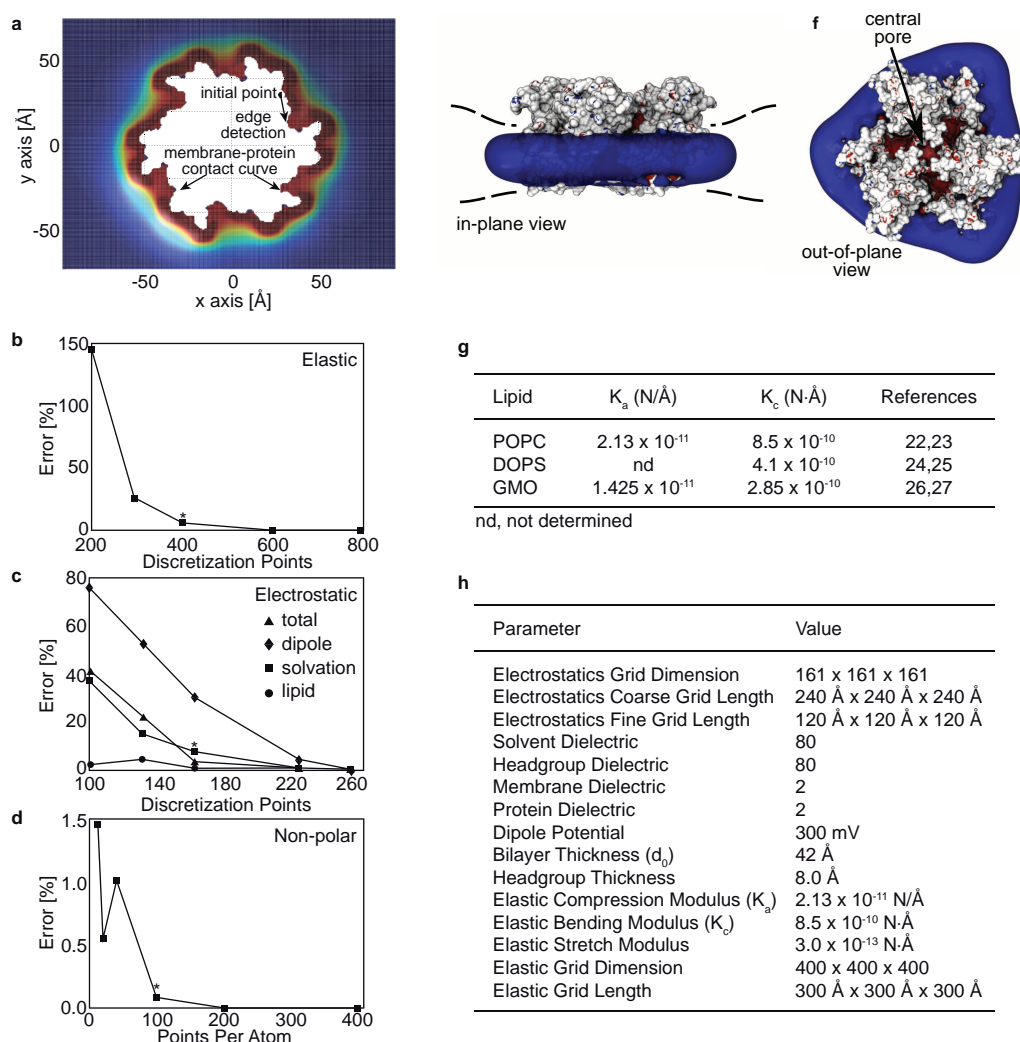 a
y axis [Å]
50
0
-50
initial point
edge
detection
membrane-protein
contact curve
-50
0
50
x axis [Å]
in-plane view
f
central
pore
out-of-plane
view
b
Elastic
Error [%]
150
100
50
0
200
400
600
800
*
Discretization Points
c
Electrostatic
total
dipole
solvation
lipid
Error [%]
80
60
40
20
0
100
140
180
220
260
*
Discretization Points
d
Non-polar
Error [%]
1.5
1.0
0.5
0.0
0
100
200
300
400
*
Points Per Atom
g
Lipid K_a (N/Å) K_c (N·Å) References
POPC 2.13 x 10⁻¹¹ 8.5 x 10⁻¹⁰ 22,23
DOPS nd 4.1 x 10⁻¹⁰ 24,25
GMO 1.425 x 10⁻¹¹ 2.85 x 10⁻¹⁰ 26,27
nd, not determined
h
Parameter Value
Electrostatics Grid Dimension 161 x 161 x 161
Electrostatics Coarse Grid Length 240 Å x 240 Å x 240 Å
Electrostatics Fine Grid Length 120 Å x 120 Å x 120 Å
Solvent Dielectric 80
Headgroup Dielectric 80
Membrane Dielectric 2
Protein Dielectric 2
Dipole Potential 300 mV
Bilayer Thickness (d₀) 42 Å
Headgroup Thickness 8.0 Å
Elastic Compression Modulus (K_a) 2.13 x 10⁻¹¹ N/Å
Elastic Bending Modulus (K_c) 8.5 x 10⁻¹⁰ N·Å
Elastic Stretch Modulus 3.0 x 10⁻¹³ N·Å
Elastic Grid Dimension 400 x 400 x 400
Elastic Grid Length 300 Å x 300 Å x 300 Å